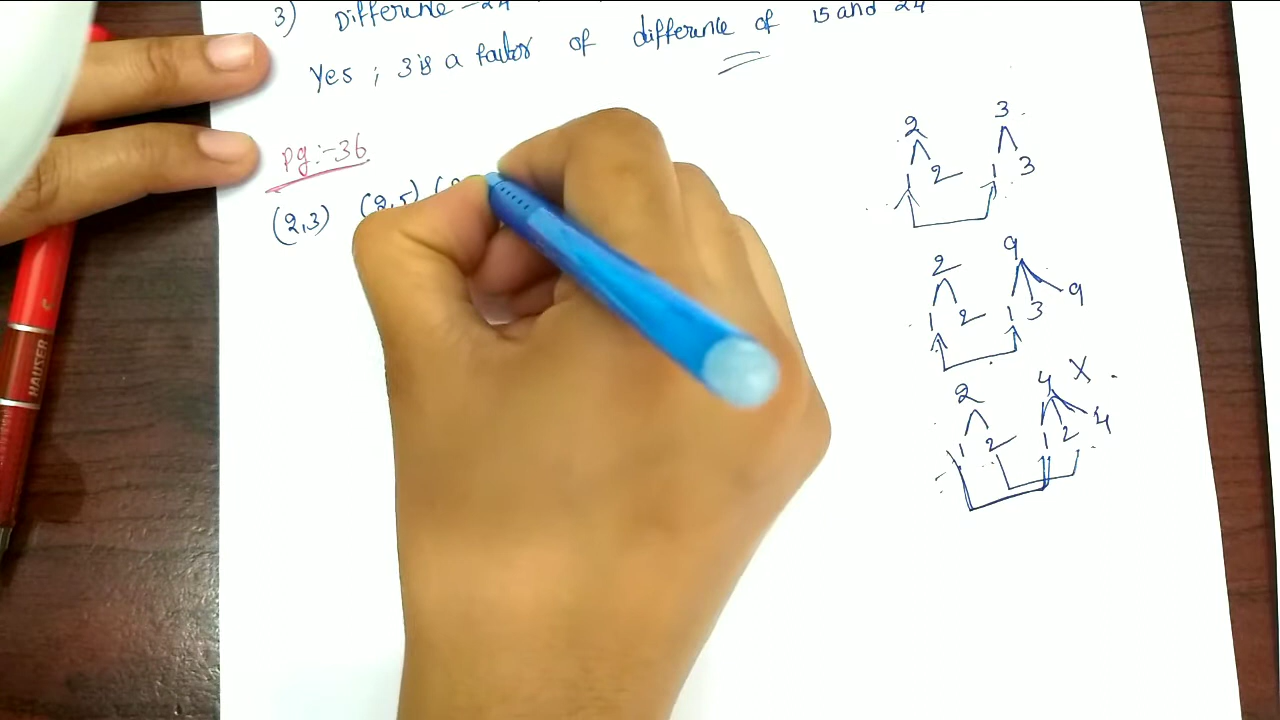 3) Difference - 24
Yes ; 3 is a factor of difference of 15 and 24
pg:-36
(2,3) (2,5) (2
2 3
1 2 1 3
2 9
1 2 1 3 9
2 4 X
1 2 1 2 4
HAUSER